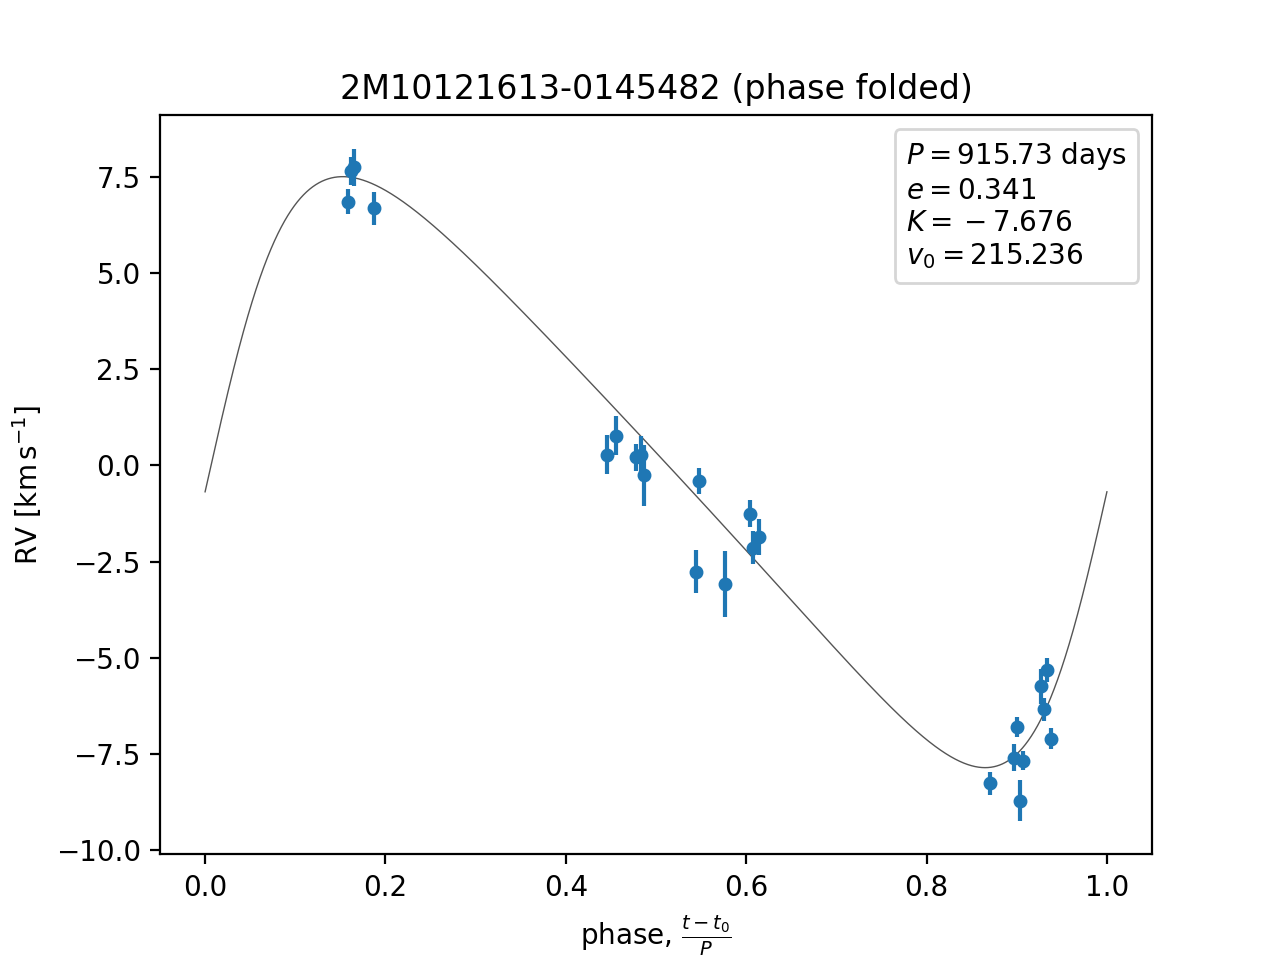 2M10121613-0145482 (phase folded)
P = 915.73 days
e = 0.341
K = − 7.676
v₀ = 215.236
7.5
5.0
2.5
0.0
−2.5
−5.0
−7.5
−10.0
RV [km s⁻¹]
0.0 0.2 0.4 0.6 0.8 1.0
phase, (t − t₀)/P